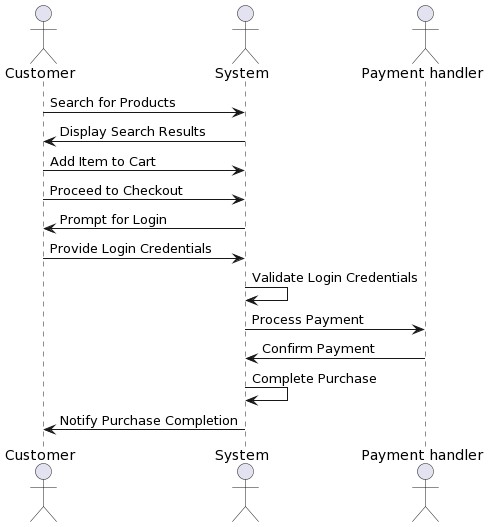 Customer
System
Payment handler
Search for Products
Display Search Results
Add Item to Cart
Proceed to Checkout
Prompt for Login
Provide Login Credentials
Validate Login Credentials
Process Payment
Confirm Payment
Complete Purchase
Notify Purchase Completion
Customer
System
Payment handler